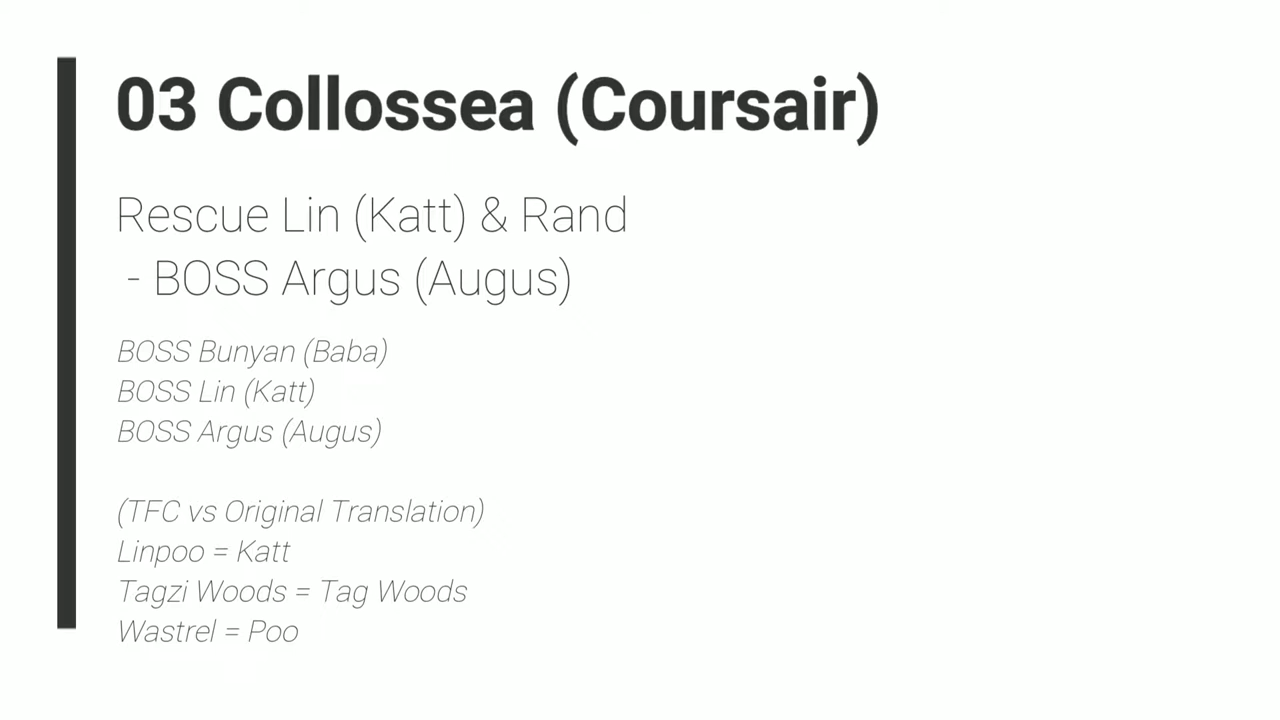 03 Collossea (Coursair)
Rescue Lin (Katt) & Rand
- BOSS Argus (Augus)
BOSS Bunyan (Baba)
BOSS Lin (Katt)
BOSS Argus (Augus)
(TFC vs Original Translation)
Linpoo = Katt
Tagzi Woods = Tag Woods
Wastrel = Poo